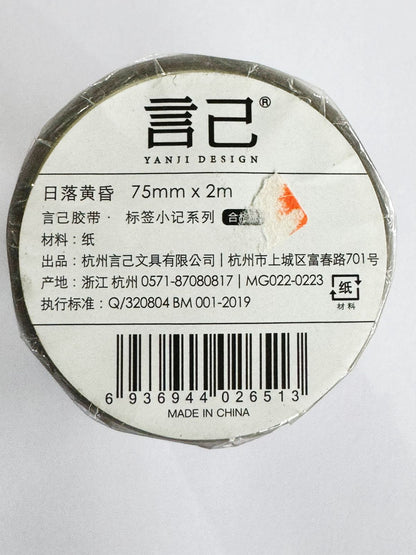 言己®
YANJI DESIGN
日落黄昏 75mm x 2m
言己胶带 · 标签小记系列 合格
材料：纸
出品：杭州言己文具有限公司 | 杭州市上城区富春路701号
产地：浙江 杭州 0571-87080817 | MG022-0223
纸
材料
执行标准：Q/320804 BM 001-2019
6 936944 026513
MADE IN CHINA